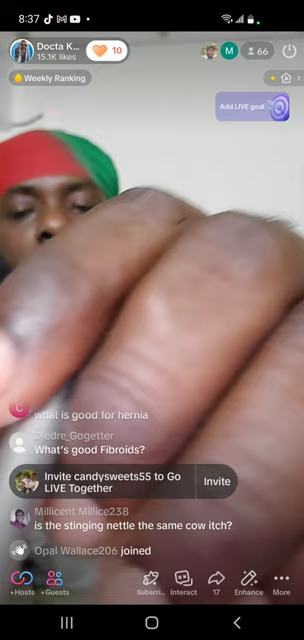 8:37
Docta K...
15.1K likes
10
M
66
Weekly Ranking
Add LIVE goal
C
what is good for hernia
Diedre_Gogetter
What's good Fibroids?
Invite candysweets55 to Go
LIVE Together
Invite
Millicent Millice238
is the stinging nettle the same cow itch?
Opal Wallace206 joined
+Hosts
+Guests
Subscri...
Interact
17
Enhance
More